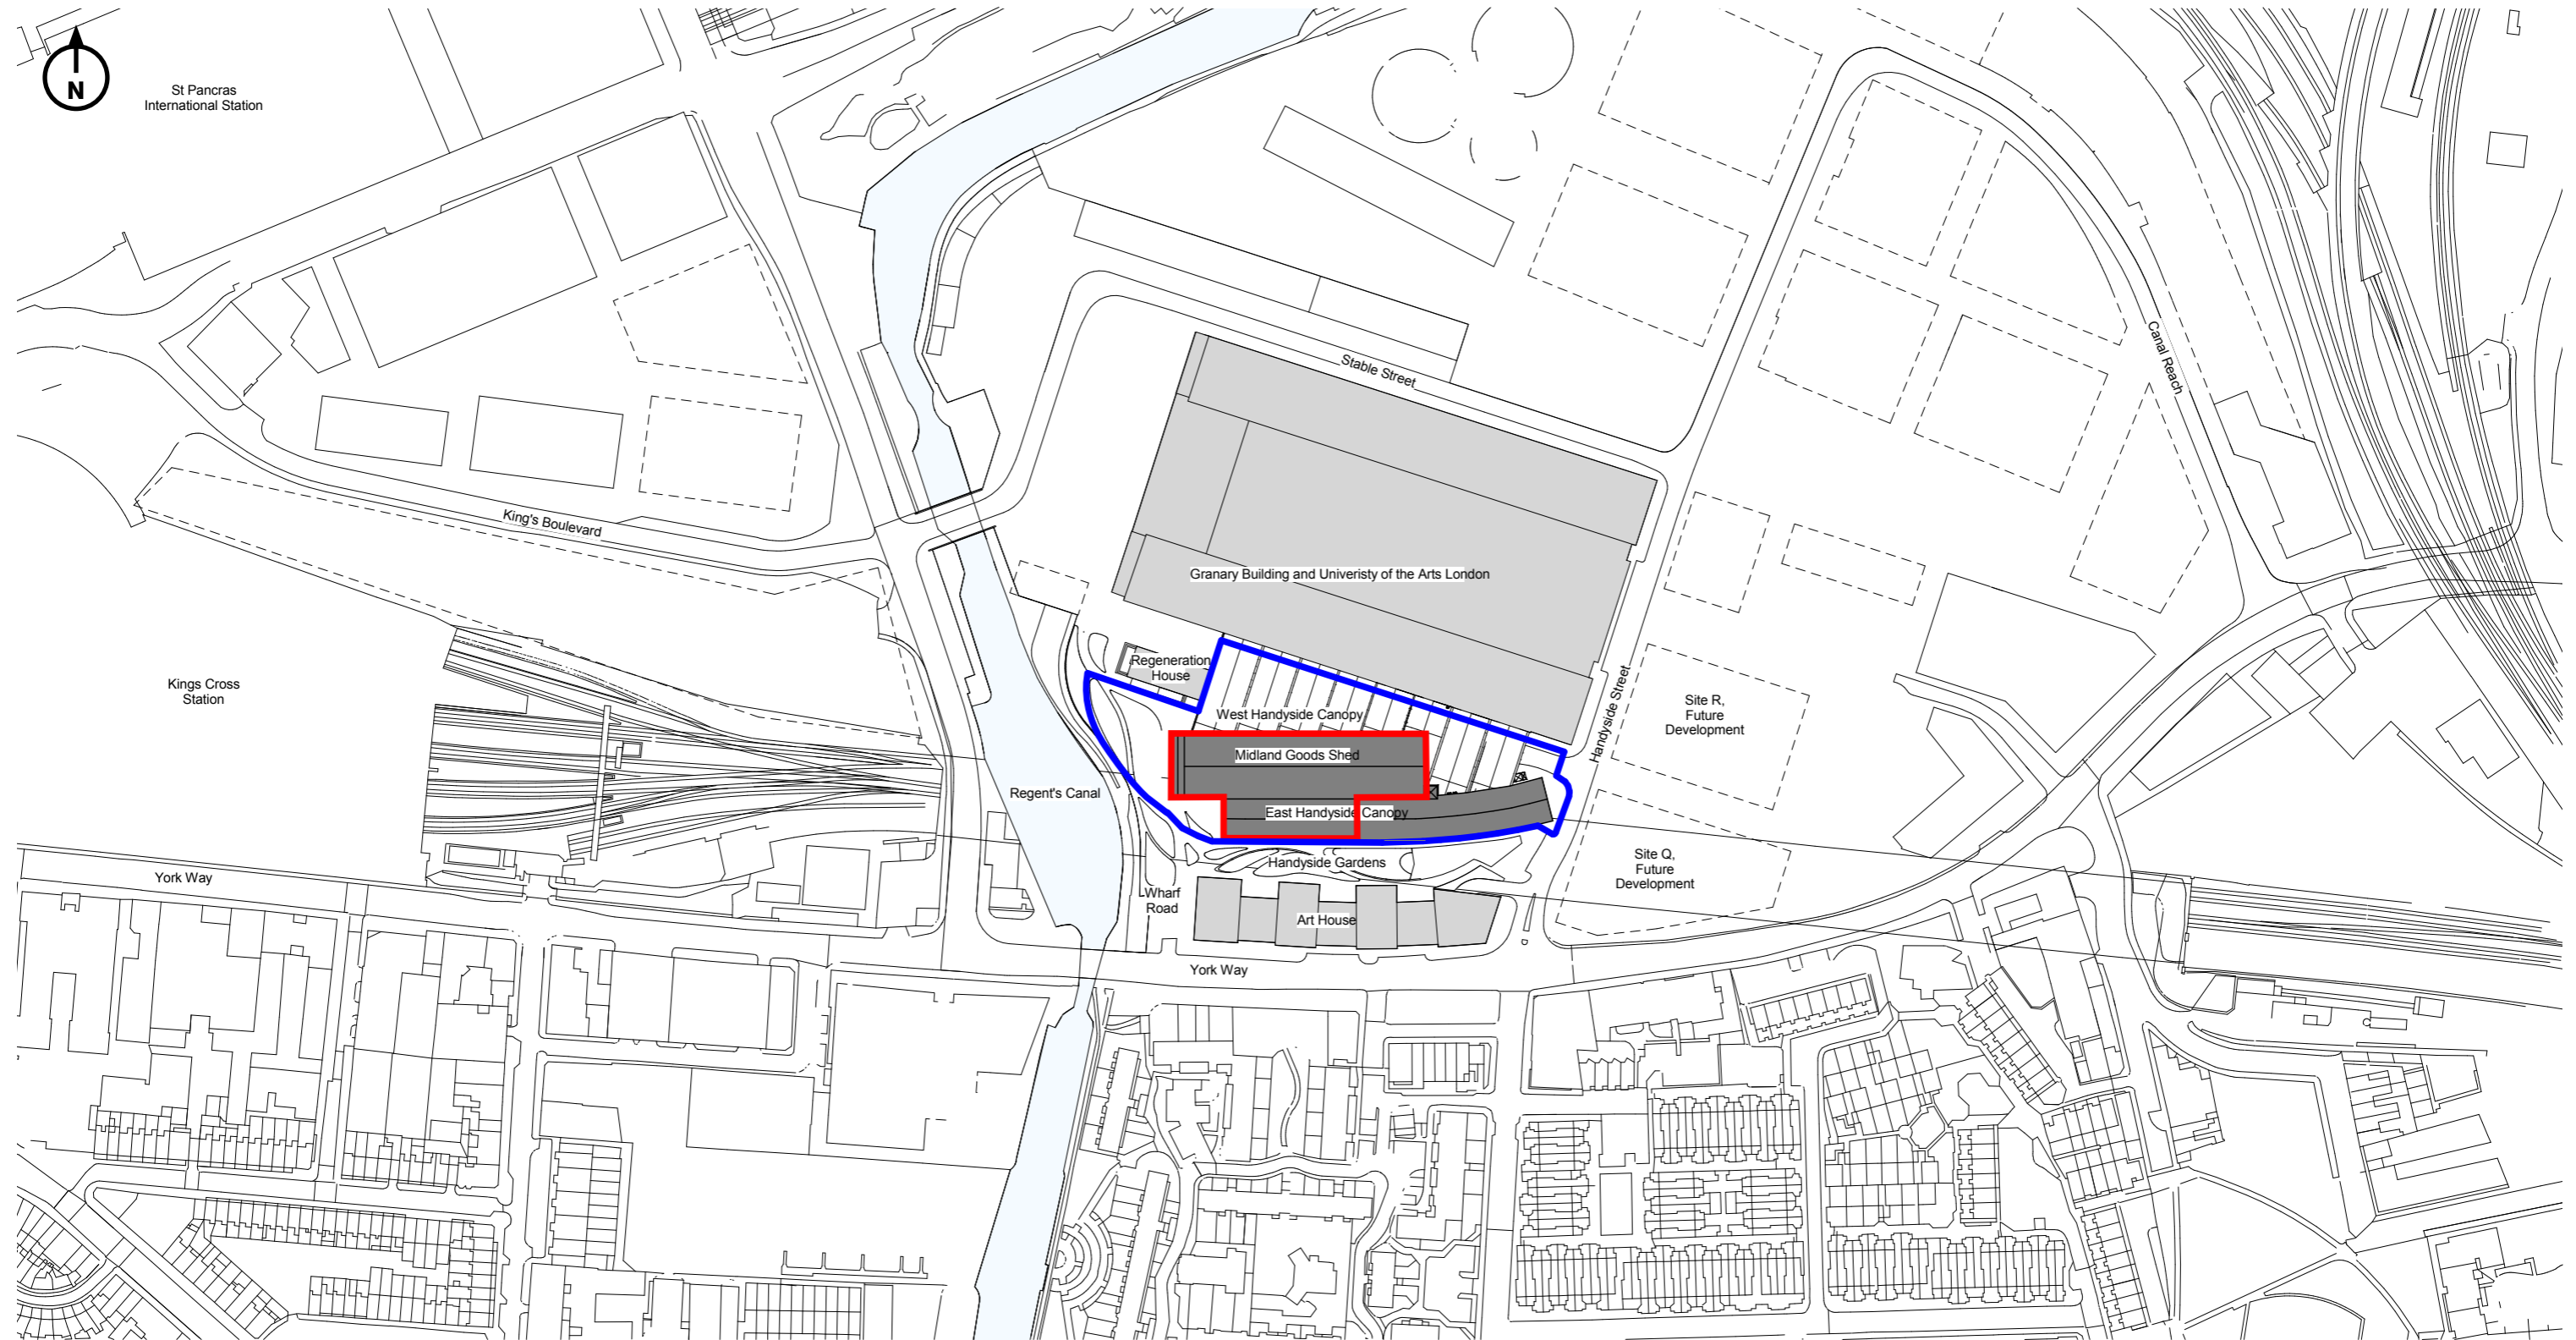 N
St Pancras
International Station
Stable Street
Canal Reach
King's Boulevard
Granary Building and Univeristy of the Arts London
Regeneration
House
Handyside Street
Kings Cross
Station
Site R,
Future
Development
West Handyside Canopy
Midland Goods Shed
Regent's Canal
East Handyside Canopy
Handyside Gardens
Site Q,
Future
Development
York Way
Wharf
Road
Art House
York Way